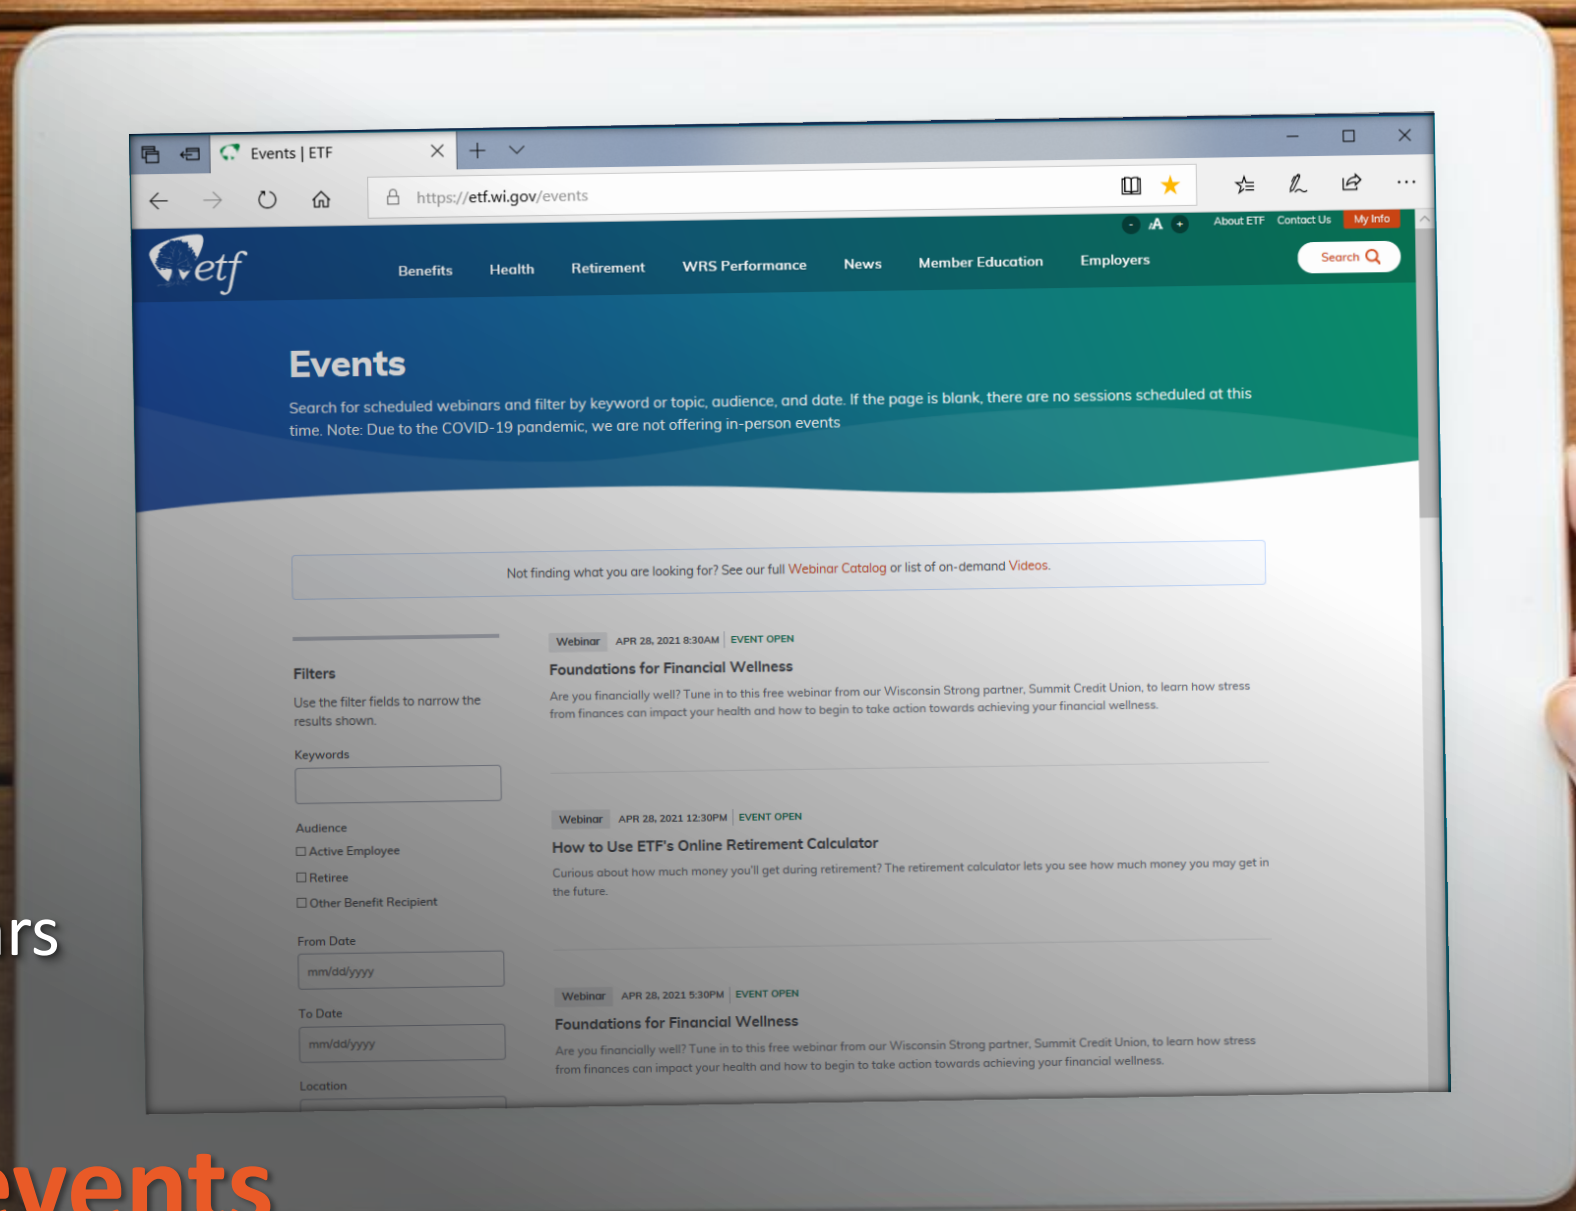 Events | ETF
https://etf.wi.gov/events
- AA + About ETF Contact Us My Info
etf
Benefits Health Retirement WRS Performance News Member Education Employers Search
Events
Search for scheduled webinars and filter by keyword or topic, audience, and date. If the page is blank, there are no sessions scheduled at this
time. Note: Due to the COVID-19 pandemic, we are not offering in-person events
Not finding what you are looking for? See our full Webinar Catalog or list of on-demand Videos.
Filters
Use the filter fields to narrow the
results shown.
Keywords
Audience
Active Employee
Retiree
Other Benefit Recipient
From Date
mm/dd/yyyy
To Date
mm/dd/yyyy
Location
Webinar APR 28, 2021 8:30AM | EVENT OPEN
Foundations for Financial Wellness
Are you financially well? Tune in to this free webinar from our Wisconsin Strong partner, Summit Credit Union, to learn how stress
from finances can impact your health and how to begin to take action towards achieving your financial wellness.
Webinar APR 28, 2021 12:30PM | EVENT OPEN
How to Use ETF's Online Retirement Calculator
Curious about how much money you'll get during retirement? The retirement calculator lets you see how much money you may get in
the future.
Webinar APR 28, 2021 5:30PM | EVENT OPEN
Foundations for Financial Wellness
Are you financially well? Tune in to this free webinar from our Wisconsin Strong partner, Summit Credit Union, to learn how stress
from finances can impact your health and how to begin to take action towards achieving your financial wellness.
rs
events